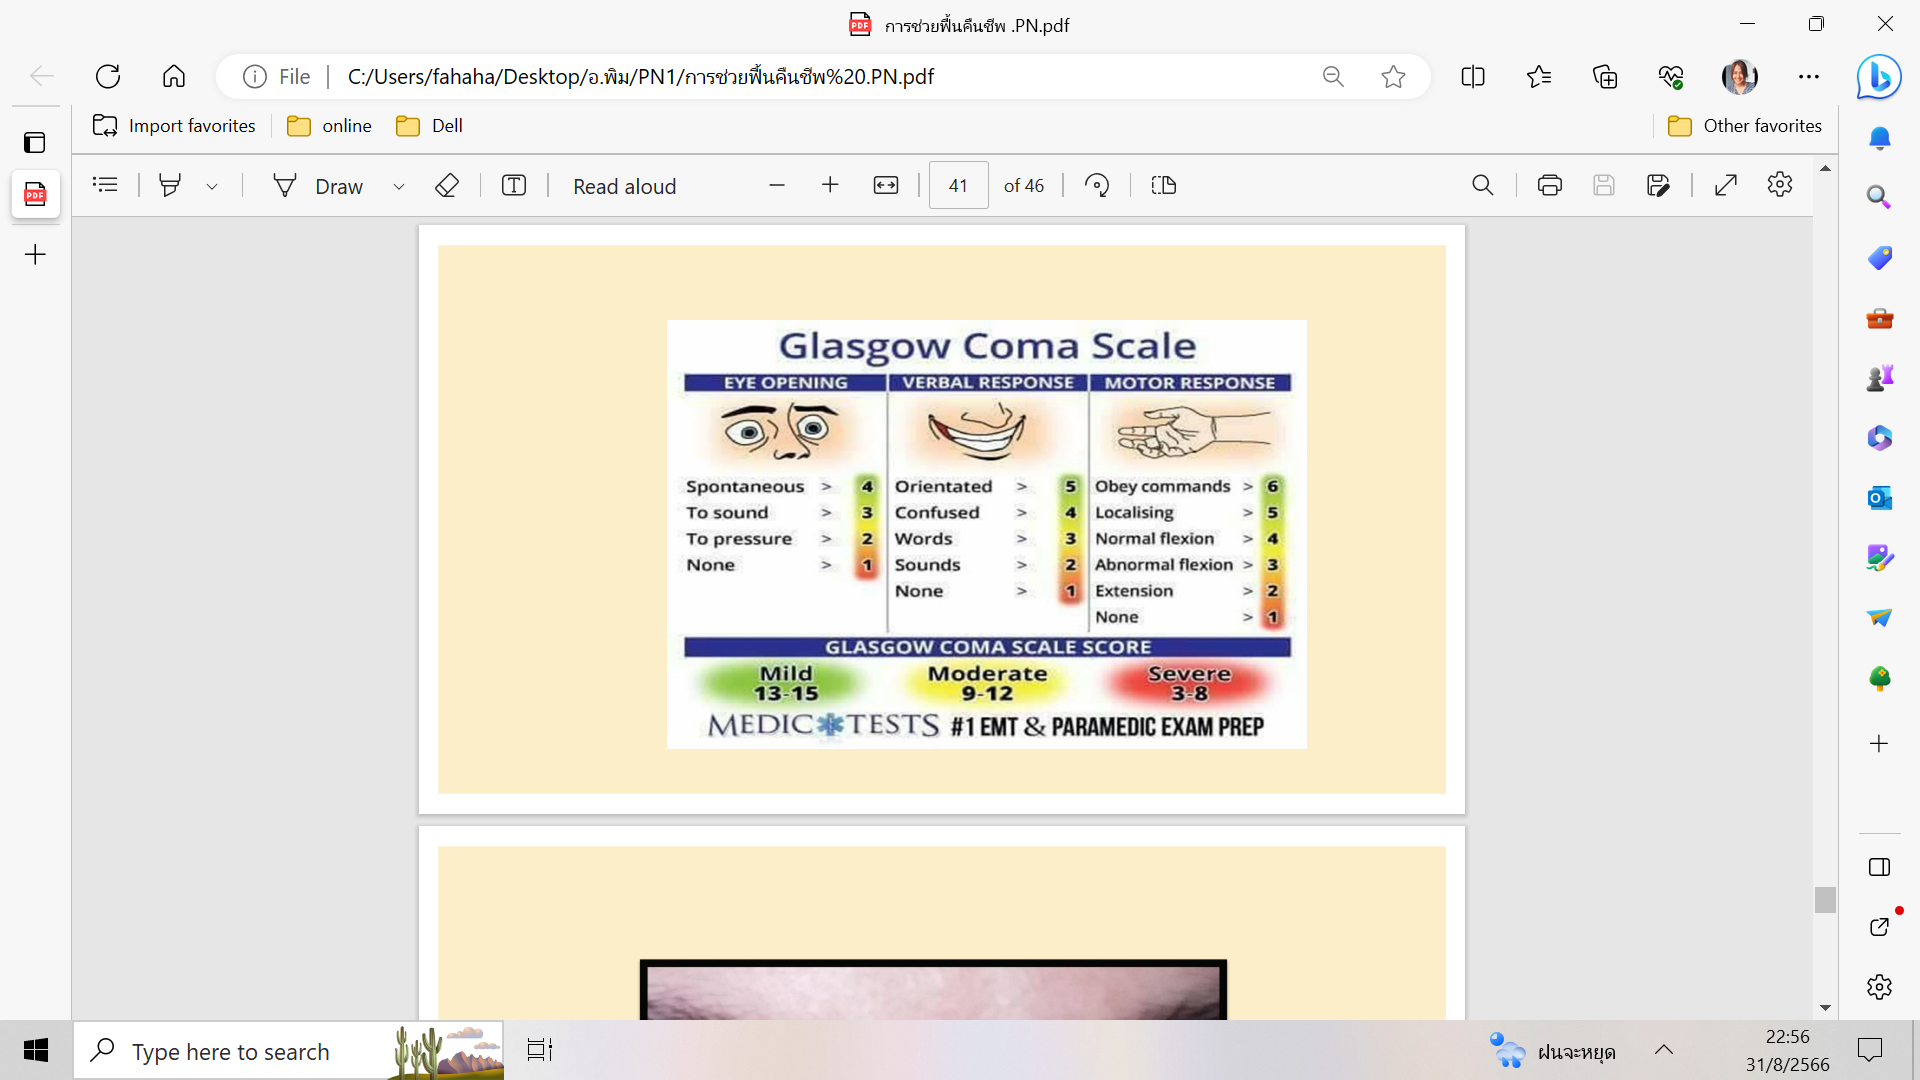 การช่วยฟื้นคืนชีพ .PN.pdf
File
C:/Users/fahaha/Desktop/อ.พิม/PN1/การช่วยฟื้นคืนชีพ%20.PN.pdf
Import favorites
online
Dell
Other favorites
Draw
Read aloud
41
of 46
Glasgow Coma Scale
EYE OPENING
VERBAL RESPONSE
MOTOR RESPONSE
Spontaneous > 4
To sound > 3
To pressure > 2
None > 1
Orientated > 5
Confused > 4
Words > 3
Sounds > 2
None > 1
Obey commands > 6
Localising > 5
Normal flexion > 4
Abnormal flexion > 3
Extension > 2
None > 1
GLASGOW COMA SCALE SCORE
Mild
13-15
Moderate
9-12
Severe
3-8
MEDIC TESTS #1 EMT & PARAMEDIC EXAM PREP
Type here to search
ฝนจะหยุด
22:56
31/8/2566